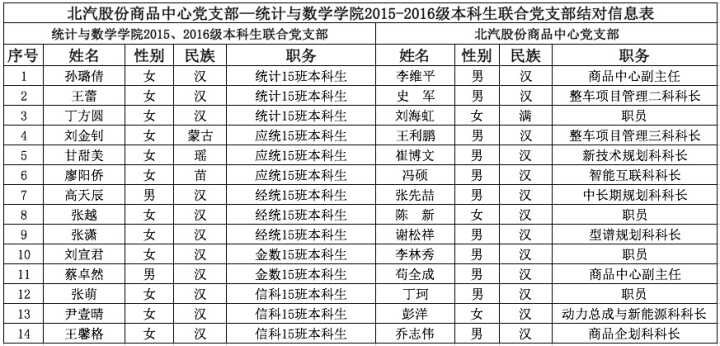 北汽股份商品中心党支部—统计与数学学院2015-2016级本科生联合党支部结对信息表
统计与数学学院2015、2016级本科生联合党支部 北汽股份商品中心党支部
序号 姓名 性别 民族 职务 姓名 性别 民族 职务
1 孙璐倩 女 汉 统计15班本科生 李维平 男 汉 商品中心副主任
2 王蕾 女 汉 统计15班本科生 史 军 男 汉 整车项目管理二科科长
3 丁方圆 女 汉 统计15班本科生 刘海虹 女 满 职员
4 刘金钊 女 蒙古 应统15班本科生 王利鹏 男 汉 整车项目管理三科科长
5 甘甜美 女 瑶 应统15班本科生 崔博文 男 汉 新技术规划科科长
6 廖阳侨 女 苗 应统15班本科生 冯硕 男 汉 智能互联科科长
7 高天辰 男 汉 经统15班本科生 张先喆 男 汉 中长期规划科科长
8 张越 女 汉 经统15班本科生 陈 新 女 汉 职员
9 张潇 女 汉 经统15班本科生 谢松祥 男 汉 型谱规划科科长
10 刘宣君 女 汉 金数15班本科生 李林秀 男 汉 职员
11 蔡卓然 男 汉 金数15班本科生 苟全成 男 汉 商品中心副主任
12 张萌 女 汉 信科15班本科生 丁珂 男 汉 职员
13 尹壹晴 女 汉 信科15班本科生 彭洋 女 汉 动力总成与新能源科科长
14 王馨格 女 汉 信科15班本科生 乔志伟 男 汉 商品企划科科长